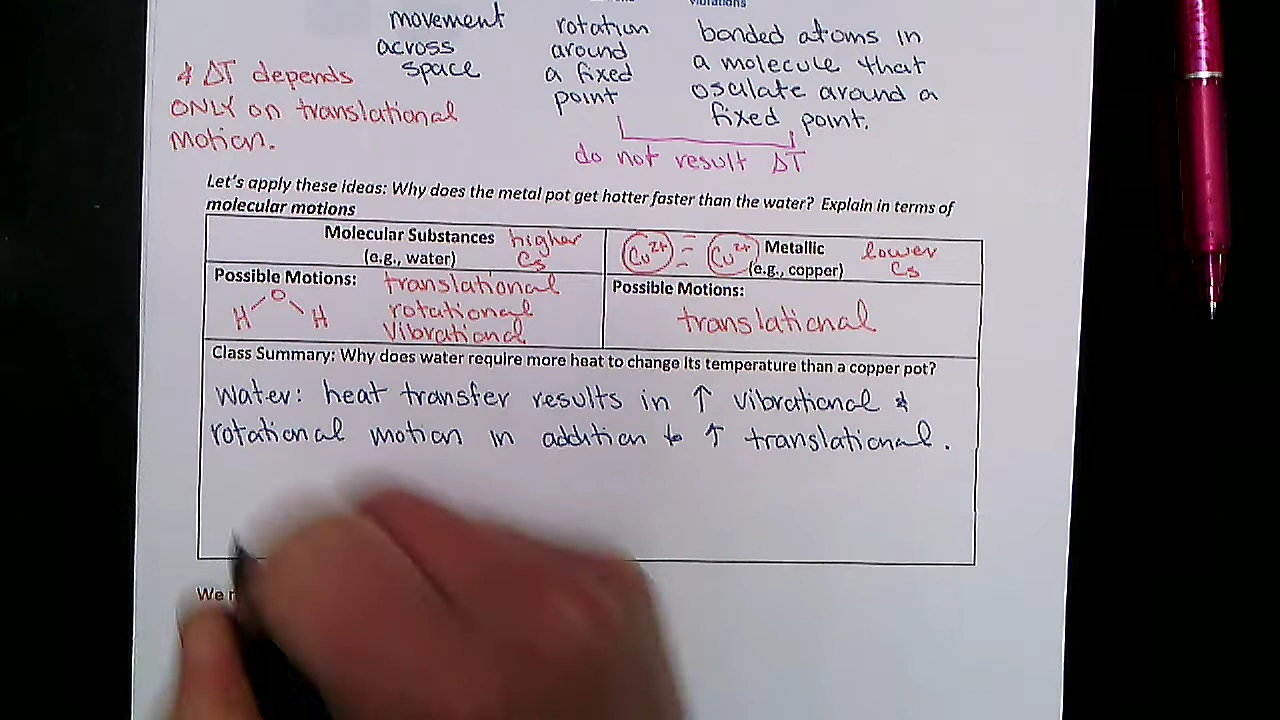 vibrations
movement
across
space
rotation
around
a fixed
point
bonded atoms in
a molecule that
osculate around a
fixed point.
* ΔT depends
ONLY on translational
Motion.
do not result ΔT
Let's apply these ideas: Why does the metal pot get hotter faster than the water? Explain in terms of
molecular motions
Molecular Substances
(e.g., water)
higher
Cs
Cu²⁺ Cu²⁺
Metallic
(e.g., copper)
lower
Cs
Possible Motions:
O
H H
translational
rotational
vibrational
Possible Motions:
translational
Class Summary: Why does water require more heat to change its temperature than a copper pot?
Water: heat transfer results in ↑ vibrational &
rotational motion in addition to ↑ translational.
We